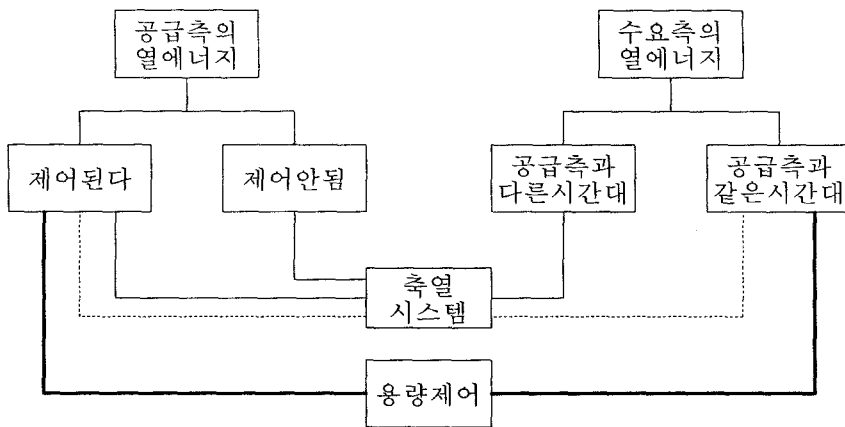 공급측의
열에너지
수요측의
열에너지
제어된다
제어안됨
공급측과
다른시간대
공급측과
같은시간대
축열
시스템
용량제어